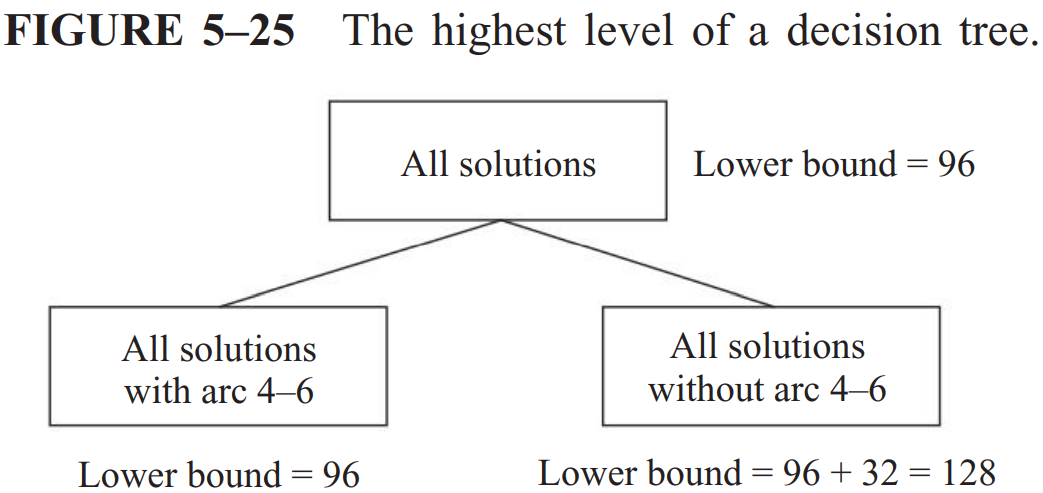 FIGURE 5–25 The highest level of a decision tree.
All solutions
Lower bound = 96
All solutions
with arc 4–6
All solutions
without arc 4–6
Lower bound = 96
Lower bound = 96 + 32 = 128